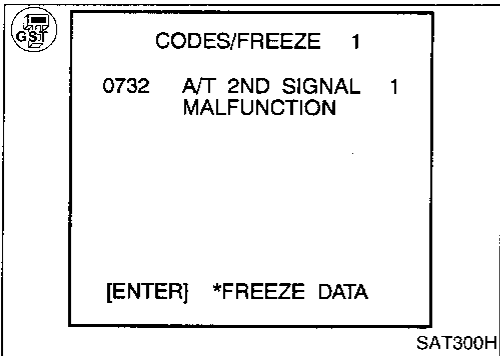 GST
CODES/FREEZE 1
0732 A/T 2ND SIGNAL 1
MALFUNCTION
[ENTER] *FREEZE DATA
SAT300H